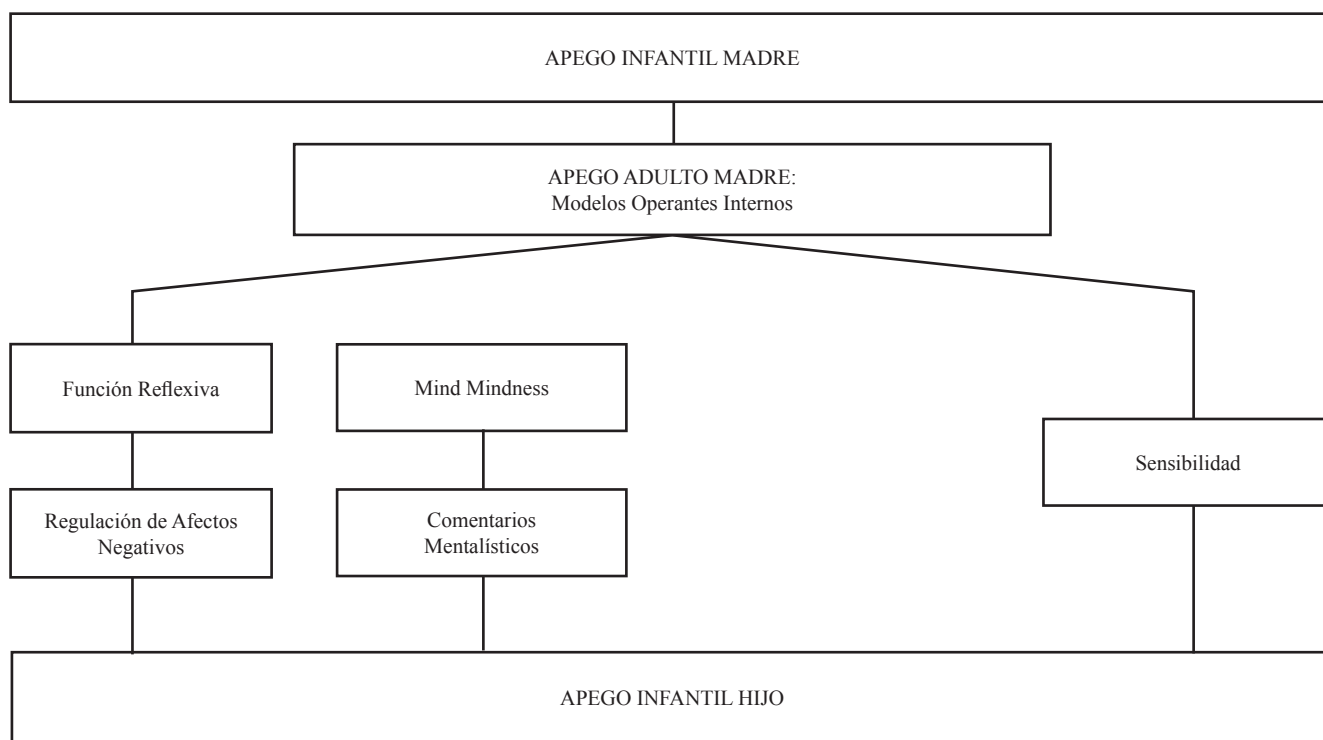 APEGO INFANTIL MADRE
APEGO ADULTO MADRE:
Modelos Operantes Internos
Función Reflexiva
Mind Mindness
Sensibilidad
Regulación de Afectos
Negativos
Comentarios
Mentalísticos
APEGO INFANTIL HIJO